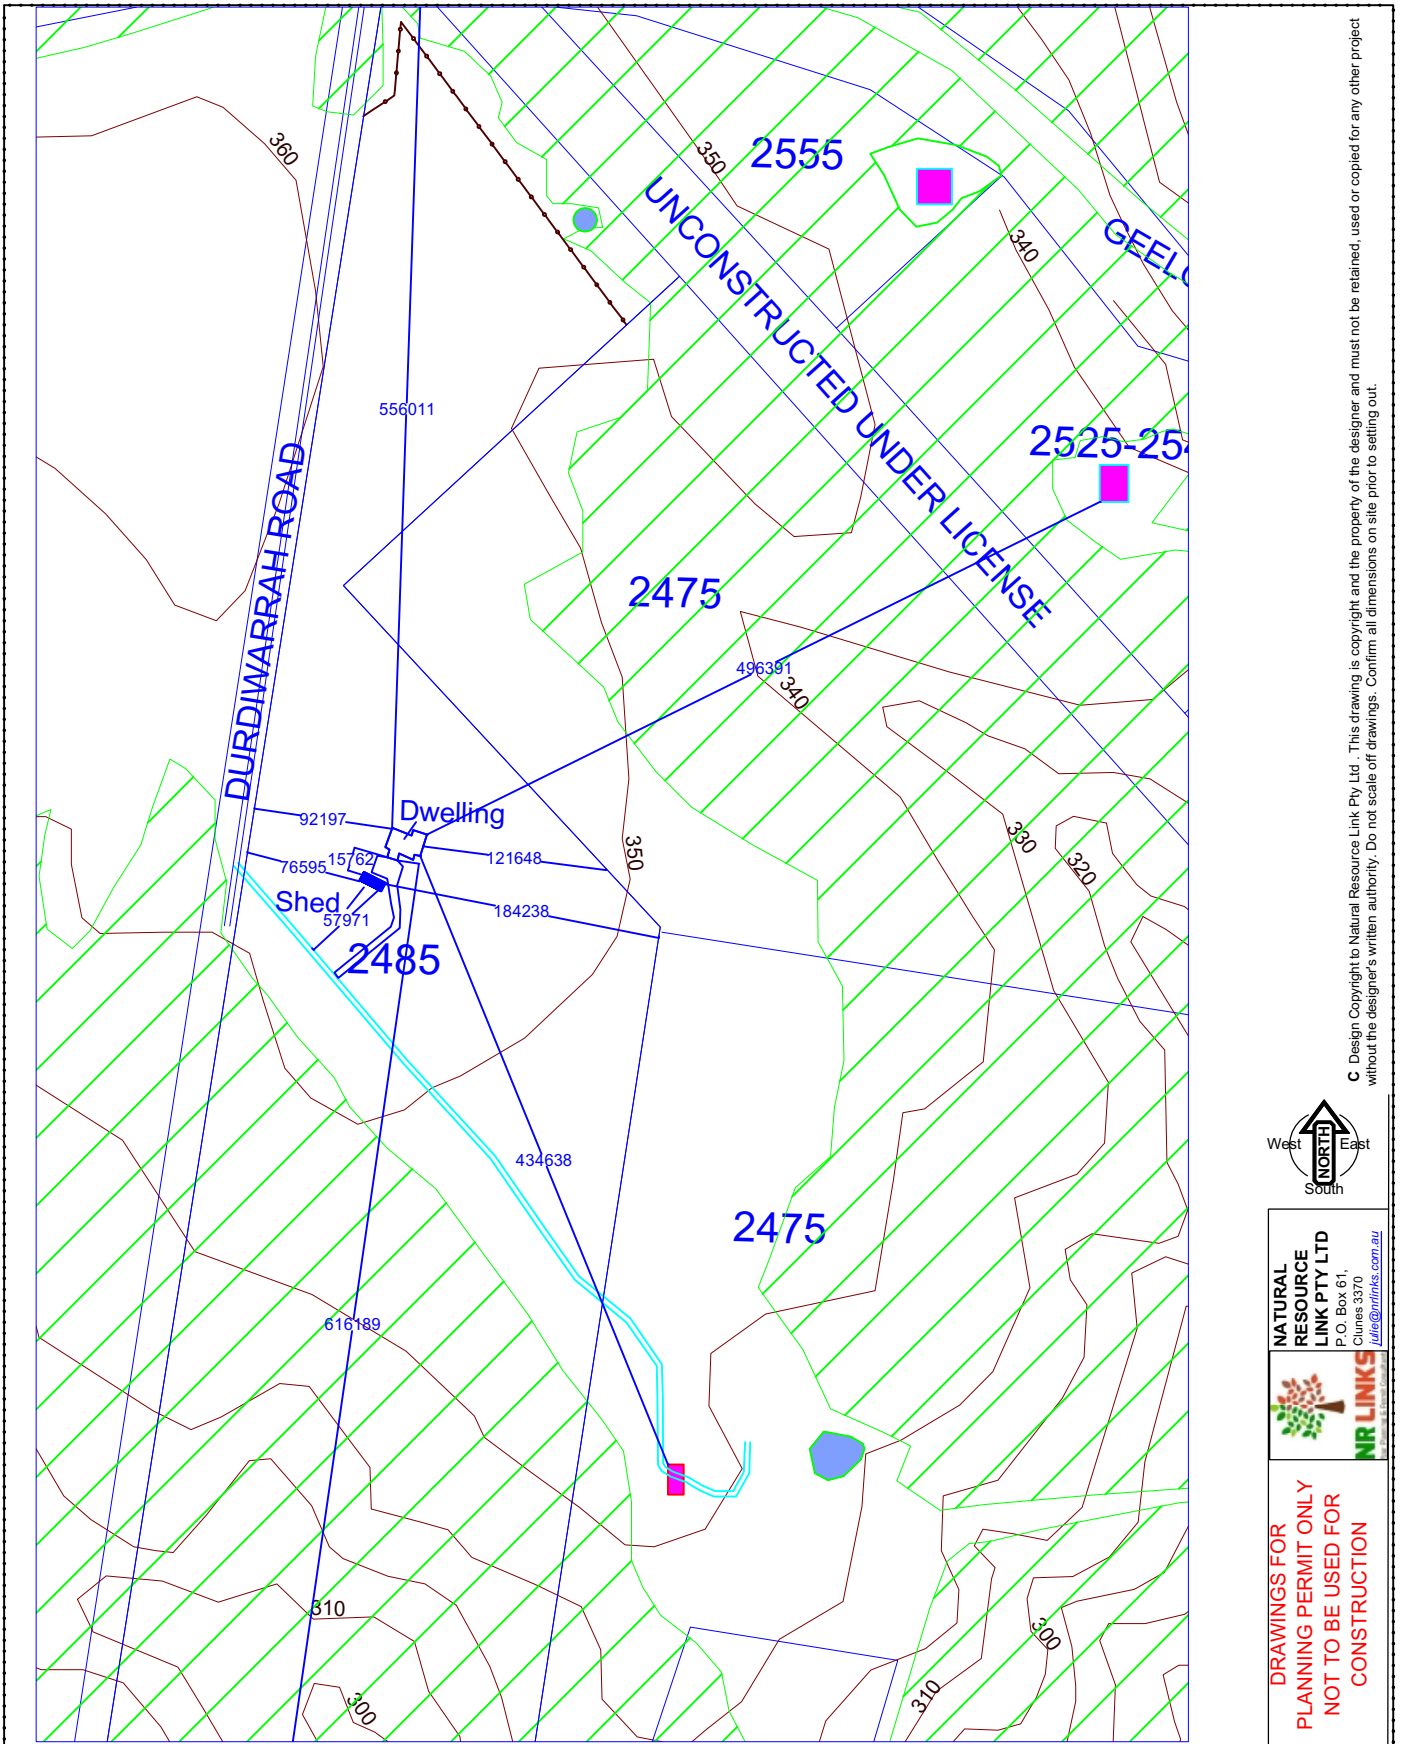 360
350
2555
340
GEEL
UNCONSTRUCTED UNDER LICENSE
556011
2525-25
DURDIWARRAH ROAD
2475
496391
340
92197
Dwelling
330
320
350
121648
15762
76595
Shed
57971
184238
2485
434638
2475
616189
310
300
300
310
C Design Copyright to Natural Resource Link Pty Ltd . This drawing is copyright and the property of the designer and must not be retained, used or copied for any other project
without the designer's written authority. Do not scale off drawings. Confirm all dimensions on site prior to setting out.
West
NORTH
East
South
NATURAL
RESOURCE
LINK PTY LTD
P.O. Box 61,
Clunes 3370
julie@nrlinks.com.au
NR LINKS
DRAWINGS FOR
PLANNING PERMIT ONLY
NOT TO BE USED FOR
CONSTRUCTION